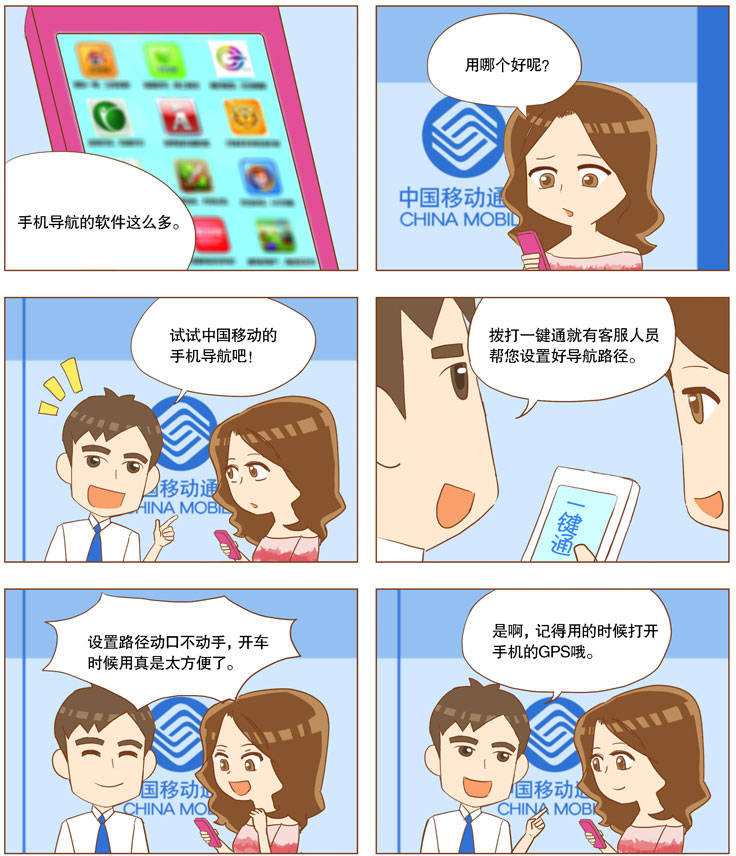 手机导航的软件这么多。
用哪个好呢？
中国移动通
CHINA MOBIL
试试中国移动的
手机导航吧！
中国移动通
HINA MOBIL
拨打一键通就有客服人员
帮您设置好导航路径。
一键通
设置路径动口不动手，开车
时候用真是太方便了。
国移动通
CHINA MOBIL
是啊，记得用的时候打开
手机的GPS哦。
中国移动通
CHINA MOBI